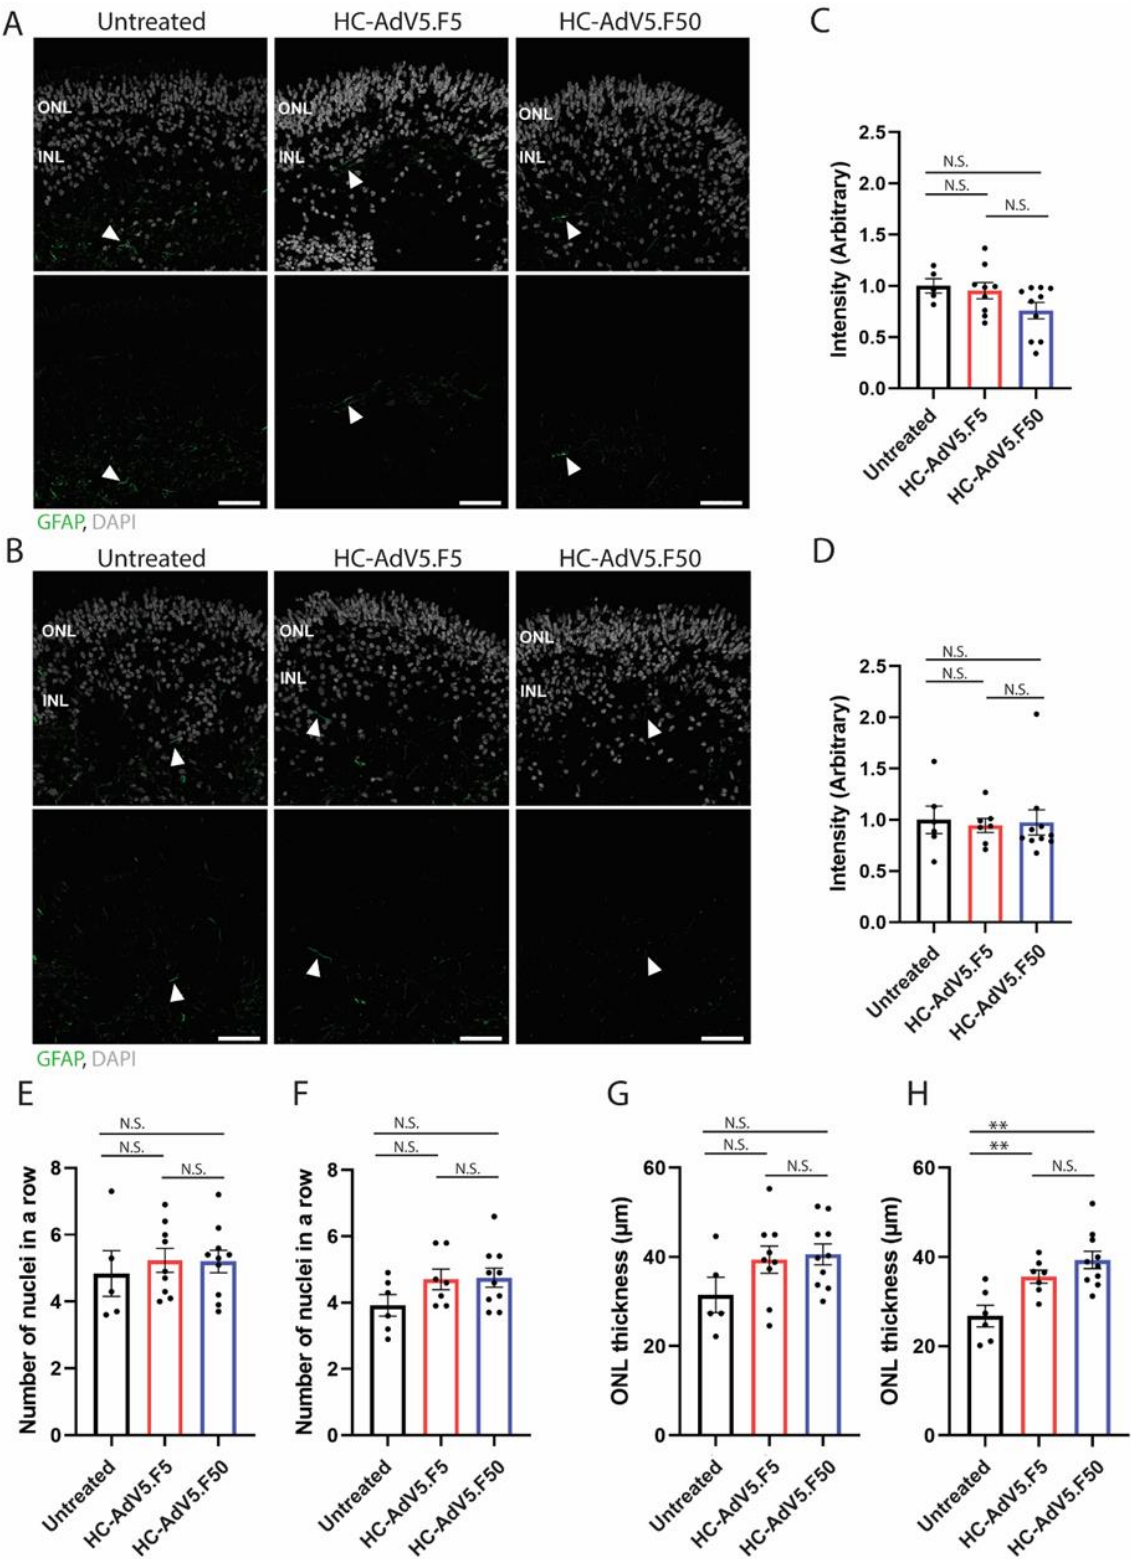 A
Untreated HC-AdV5.F5 HC-AdV5.F50
ONL ONL ONL
INL INL INL
GFAP, DAPI
B
Untreated HC-AdV5.F5 HC-AdV5.F50
ONL ONL ONL
INL INL INL
GFAP, DAPI
C
Intensity (Arbitrary)
2.5
2.0
1.5
1.0
0.5
0.0
N.S.
N.S.
N.S.
Untreated
HC-AdV5.F5
HC-AdV5.F50
D
Intensity (Arbitrary)
2.5
2.0
1.5
1.0
0.5
0.0
N.S.
N.S.
N.S.
Untreated
HC-AdV5.F5
HC-AdV5.F50
E
Number of nuclei in a row
8
6
4
2
0
N.S.
N.S.
N.S.
Untreated
HC-AdV5.F5
HC-AdV5.F50
F
Number of nuclei in a row
8
6
4
2
0
N.S.
N.S.
N.S.
Untreated
HC-AdV5.F5
HC-AdV5.F50
G
ONL thickness (µm)
60
40
20
0
N.S.
N.S.
N.S.
Untreated
HC-AdV5.F5
HC-AdV5.F50
H
ONL thickness (µm)
60
40
20
0
**
**
N.S.
Untreated
HC-AdV5.F5
HC-AdV5.F50